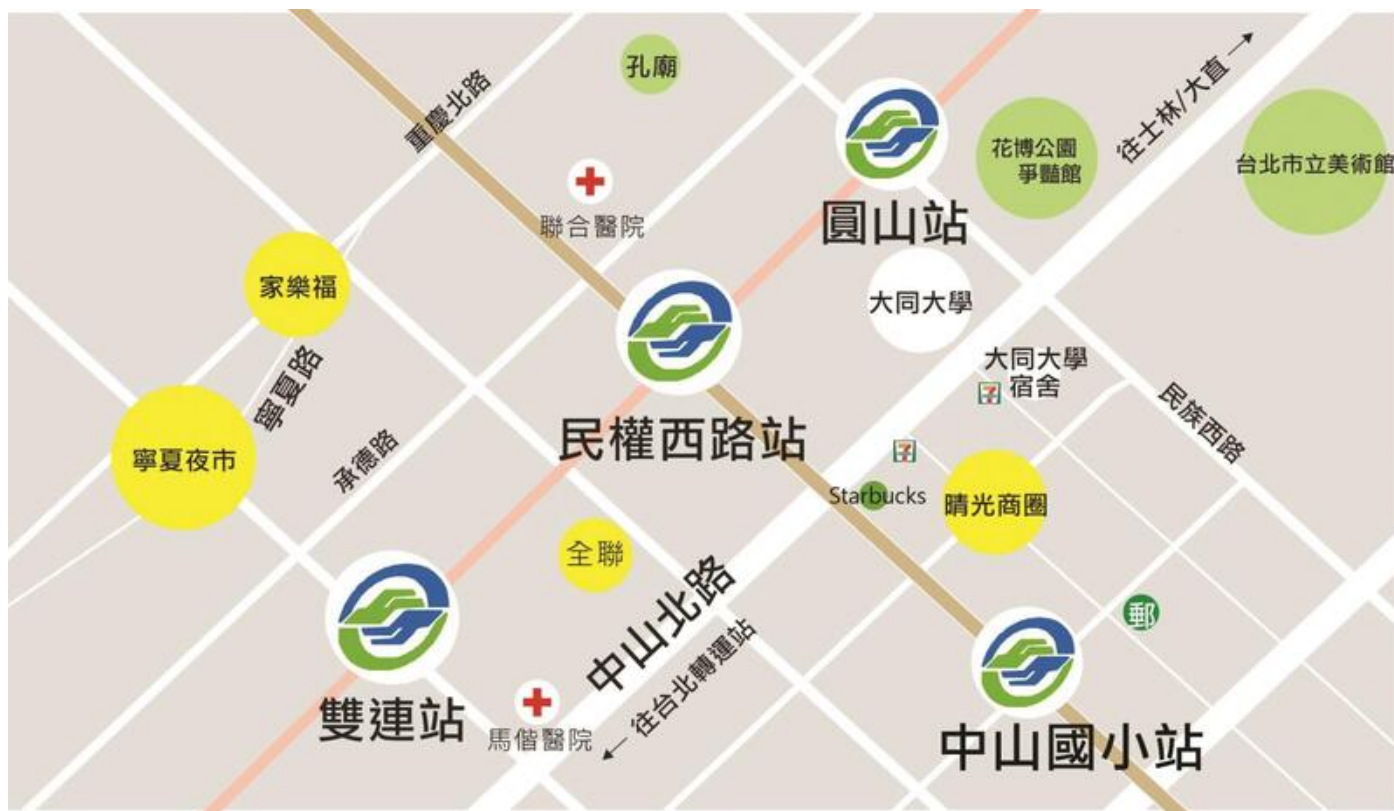 孔廟
重慶北路
往士林/大直
花博公園
爭豔館
台北市立美術館
聯合醫院
圓山站
家樂福
大同大學
大同大學
宿舍
7
寧夏路
民族西路
民權西路站
承德路
7
寧夏夜市
Starbucks
晴光商圈
全聯
中山北路
郵
往台北轉運站
雙連站
馬偕醫院
中山國小站